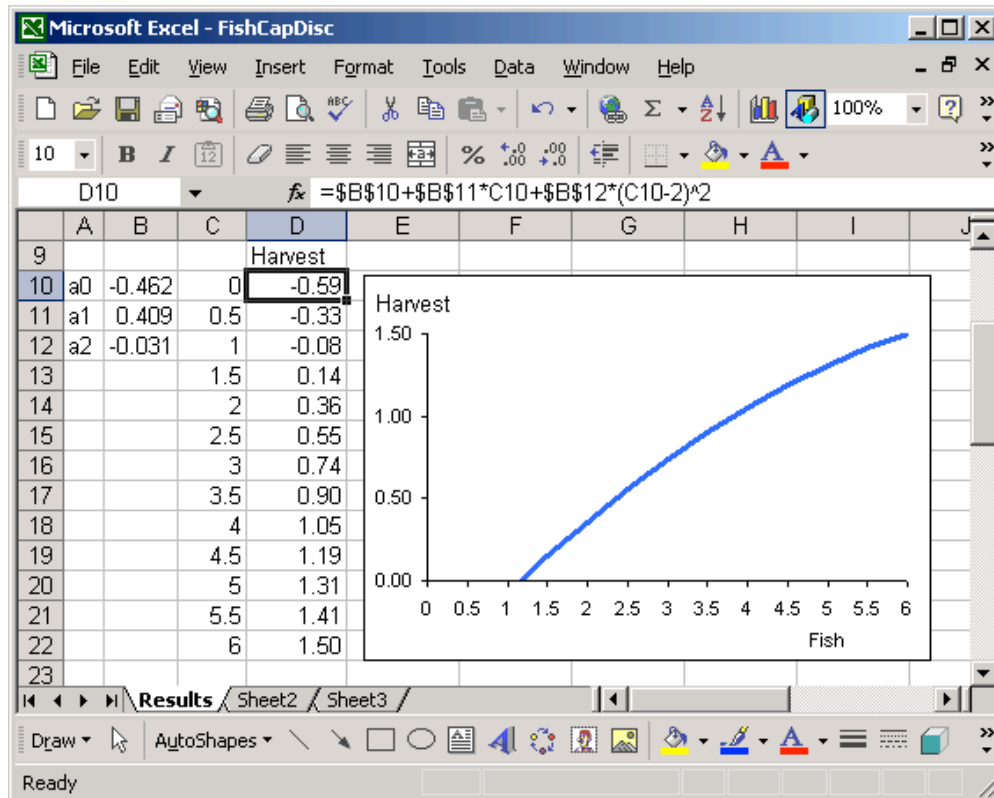 Microsoft Excel - FishCapDisc
File Edit View Insert Format Tools Data Window Help
ABC Σ A Z 100% ?
10 B I 12 % .0 .00 .00 .0 A
D10 fx =$B$10+$B$11*C10+$B$12*(C10-2)^2
A B C D E F G H I J
9 Harvest
10 a0 -0.462 0 -0.59
11 a1 0.409 0.5 -0.33
12 a2 -0.031 1 -0.08
13 1.5 0.14
14 2 0.36
15 2.5 0.55
16 3 0.74
17 3.5 0.90
18 4 1.05
19 4.5 1.19
20 5 1.31
21 5.5 1.41
22 6 1.50
23
Harvest
1.50
1.00
0.50
0.00
0 0.5 1 1.5 2 2.5 3 3.5 4 4.5 5 5.5 6
Fish
Results Sheet2 Sheet3
Draw AutoShapes A A
Ready